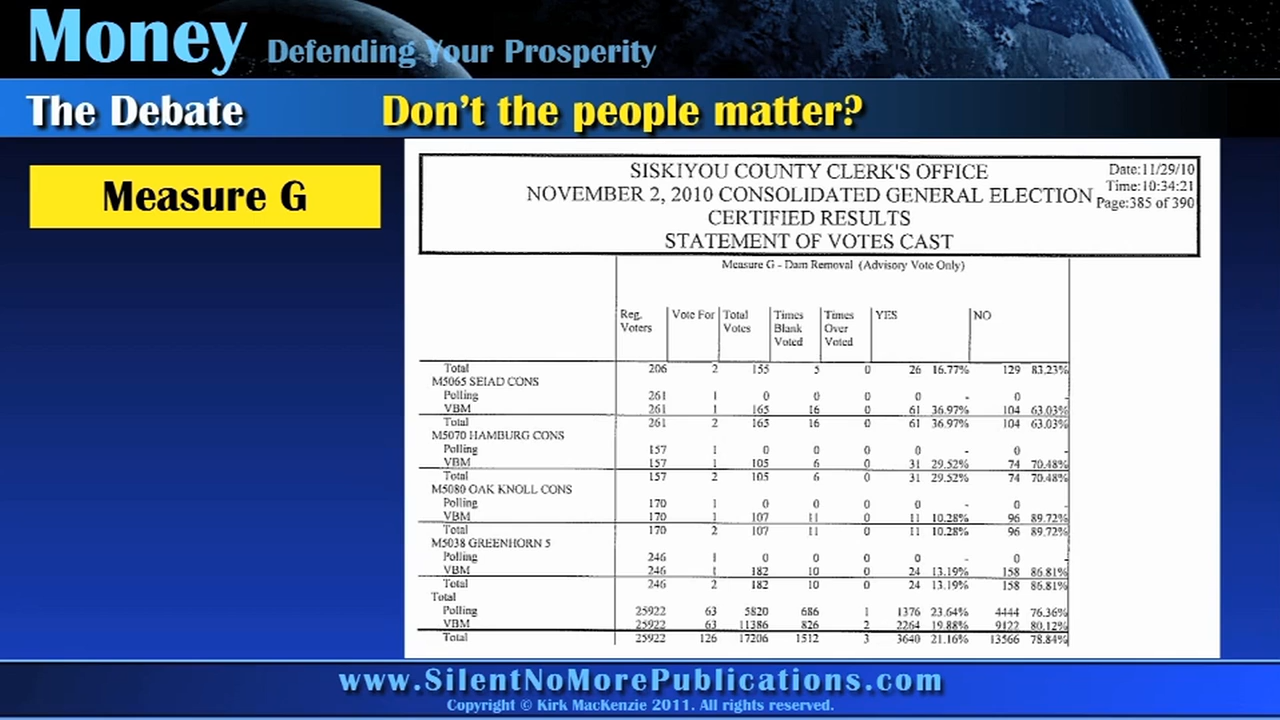 Money Defending Your Prosperity
The Debate Don't the people matter?
Measure G
SISKIYOU COUNTY CLERK'S OFFICE
NOVEMBER 2, 2010 CONSOLIDATED GENERAL ELECTION
CERTIFIED RESULTS
STATEMENT OF VOTES CAST
Date:11/29/10
Time:10:34:21
Page:385 of 390
Measure G - Dam Removal (Advisory Vote Only)
Reg. Voters Vote For Total Votes Times Blank Voted Times Over Voted YES NO
Total 206 2 155 5 0 26 16.77% 129 83.23%
M5065 SEIAD CONS
Polling 261 1 0 0 0 0 - 0 -
VBM 261 1 165 16 0 61 36.97% 104 63.03%
Total 261 2 165 16 0 61 36.97% 104 63.03%
M5070 HAMBURG CONS
Polling 157 1 0 0 0 0 - 0 -
VBM 157 1 105 6 0 31 29.52% 74 70.48%
Total 157 2 105 6 0 31 29.52% 74 70.48%
M5080 OAK KNOLL CONS
Polling 170 1 0 0 0 0 - 0 -
VBM 170 1 107 11 0 11 10.28% 96 89.72%
Total 170 2 107 11 0 11 10.28% 96 89.72%
M5038 GREENHORN 5
Polling 246 1 0 0 0 0 - 0 -
VBM 246 1 182 10 0 24 13.19% 158 86.81%
Total 246 2 182 10 0 24 13.19% 158 86.81%
Total
Polling 25922 63 5820 686 1 1376 23.64% 4444 76.36%
VBM 25922 63 11386 826 2 2264 19.88% 9122 80.12%
Total 25922 126 17206 1512 3 3640 21.16% 13566 78.84%
www.SilentNoMorePublications.com
Copyright © Kirk MacKenzie 2011. All rights reserved.